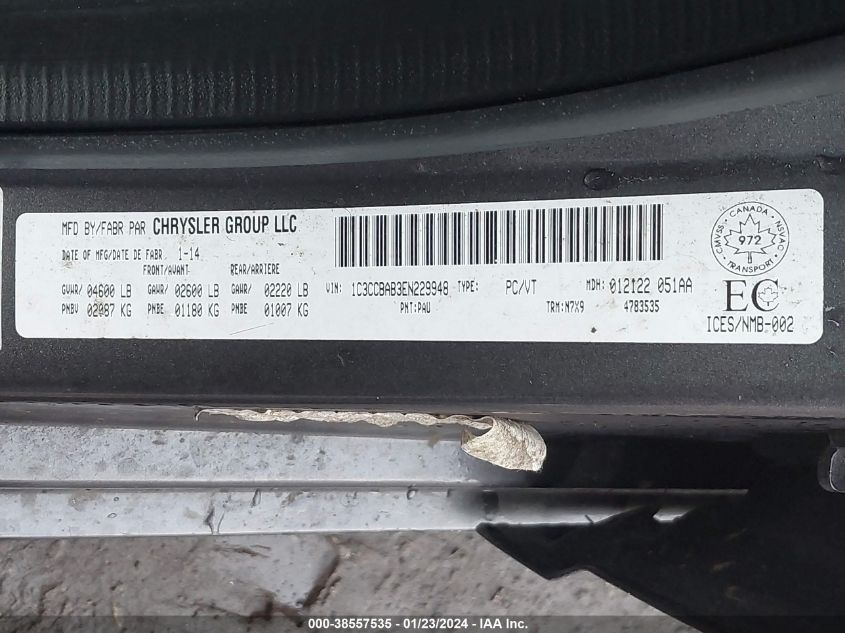 MFD BY/FABR PAR CHRYSLER GROUP LLC
DATE OF MFG/DATE DE FABR. 1-14
FRONT/AVANT REAR/ARRIERE
GVWR/ 04600 LB GAWR/ 02600 LB GAWR/ 02220 LB
PNBV 02087 KG PNBE 01180 KG PNBE 01007 KG
VIN: 1C3CCBAB3EN229948 TYPE: PC/VT MDH: 012122 051AA
PNT:PAU TRM:N7X9 4783535
CANADA
CMVSS NSVAC
972
TRANSPORT
EC
ICES/NMB-002
000-38557535 - 01/23/2024 - IAA Inc.